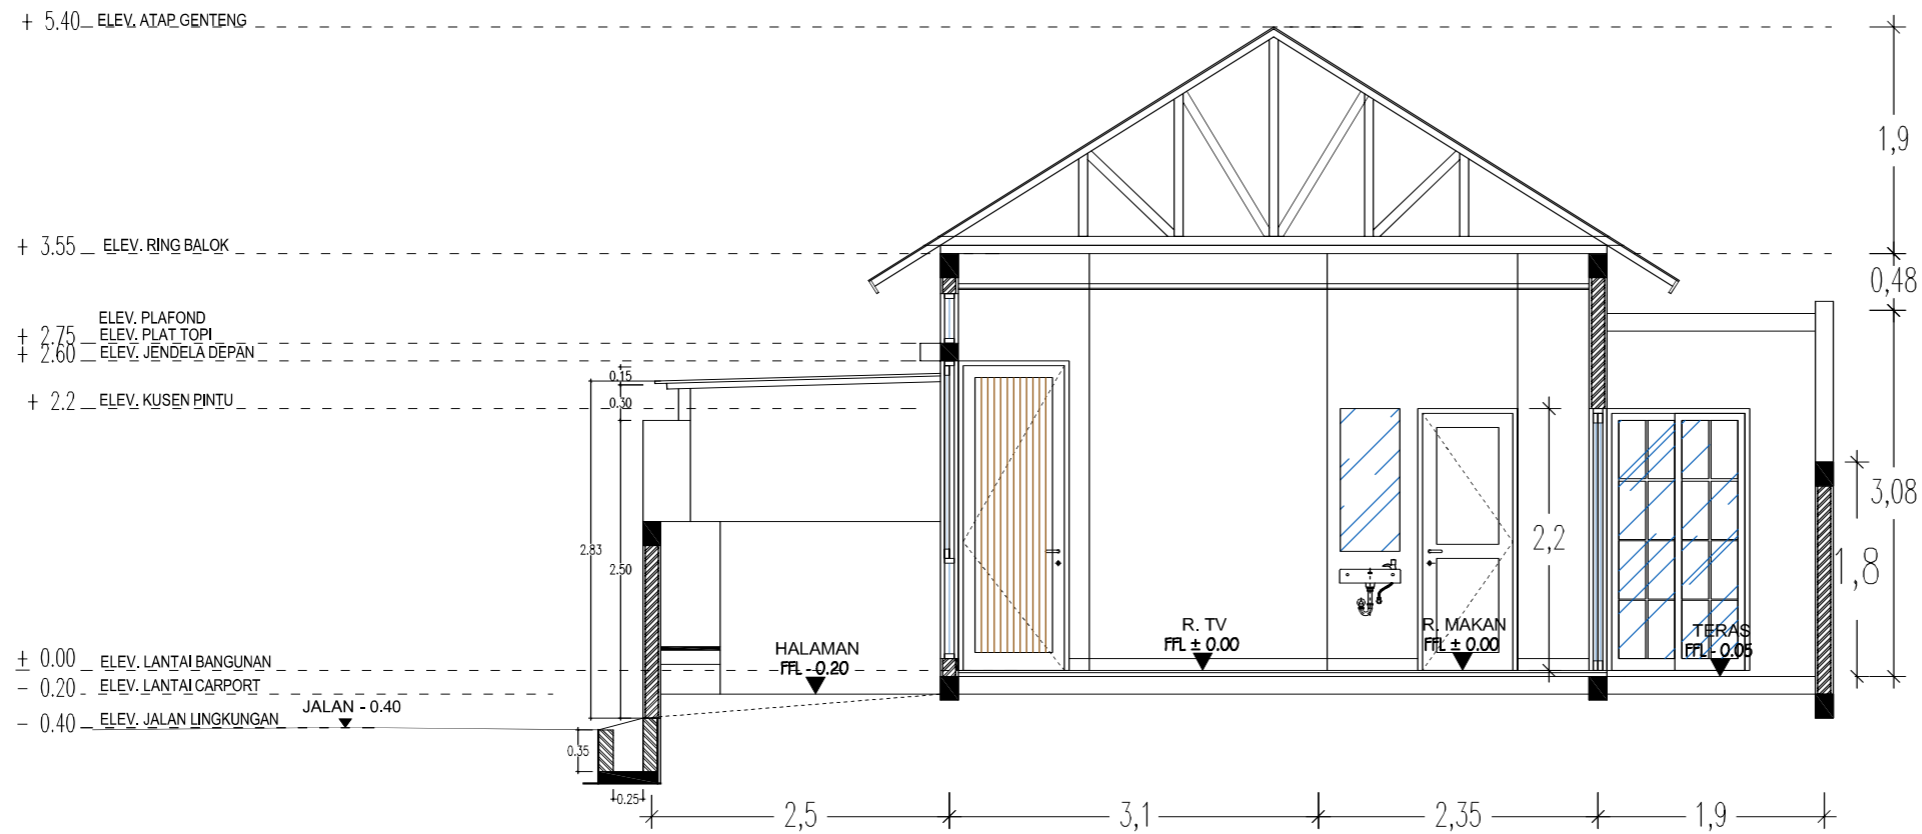 + 5.40 ELEV. ATAP GENTENG
1,9
+ 3.55 ELEV. RING BALOK
0,48
ELEV. PLAFOND
+ 2.75 ELEV. PLAT TOPI
+ 2.60 ELEV. JENDELA DEPAN
0.15
+ 2.2 ELEV. KUSEN PINTU
0.30
3,08
2,2
2.83
2.50
1,8
R. TV
FFL ± 0.00
R. MAKAN
FFL ± 0.00
TERAS
FFL - 0.05
HALAMAN
FFL - 0.20
+ 0.00 ELEV. LANTAI BANGUNAN
- 0.20 ELEV. LANTAI CARPORT
JALAN - 0.40
- 0.40 ELEV. JALAN LINGKUNGAN
0.35
0.25
2,5
3,1
2,35
1,9